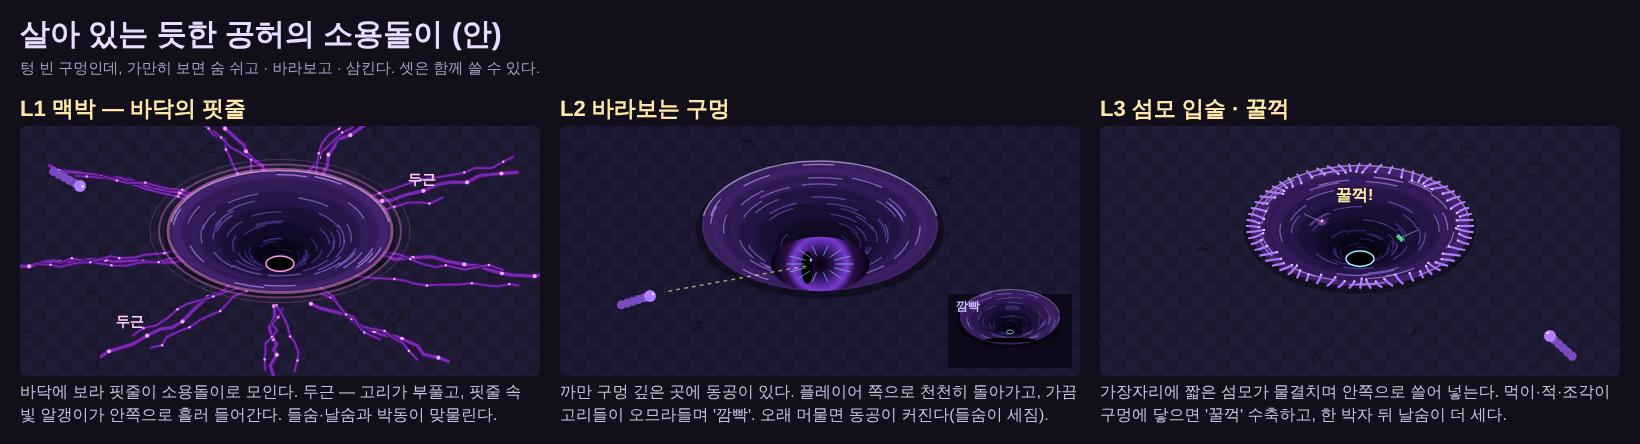 살아 있는 듯한 공허의 소용돌이 (안)
텅 빈 구멍인데, 가만히 보면 숨 쉬고 · 바라보고 · 삼킨다. 셋은 함께 쓸 수 있다.
L1 맥박 — 바닥의 핏줄
두근
두근
바닥에 보라 핏줄이 소용돌이로 모인다. 두근 — 고리가 부풀고, 핏줄 속
빛 알갱이가 안쪽으로 흘러 들어간다. 들숨·날숨과 박동이 맞물린다.
L2 바라보는 구멍
깜빡
까만 구멍 깊은 곳에 동공이 있다. 플레이어 쪽으로 천천히 돌아가고, 가끔
고리들이 오므라들며 '깜빡'. 오래 머물면 동공이 커진다(들숨이 세짐).
L3 섬모 입술 · 꿀꺽
꿀꺽!
가장자리에 짧은 섬모가 물결치며 안쪽으로 쓸어 넣는다. 먹이·적·조각이
구멍에 닿으면 '꿀꺽' 수축하고, 한 박자 뒤 날숨이 더 세다.